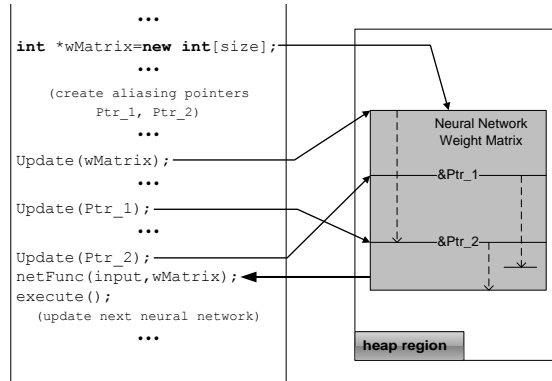 •••
int *wMatrix=new int[size];
•••
(create aliasing pointers
Ptr_1, Ptr_2)
•••
Update(wMatrix);
•••
Update(Ptr_1);
•••
Update(Ptr_2);
netFunc(input,wMatrix);
execute();
(update next neural network)
•••
Neural Network
Weight Matrix
&Ptr_1
&Ptr_2
heap region